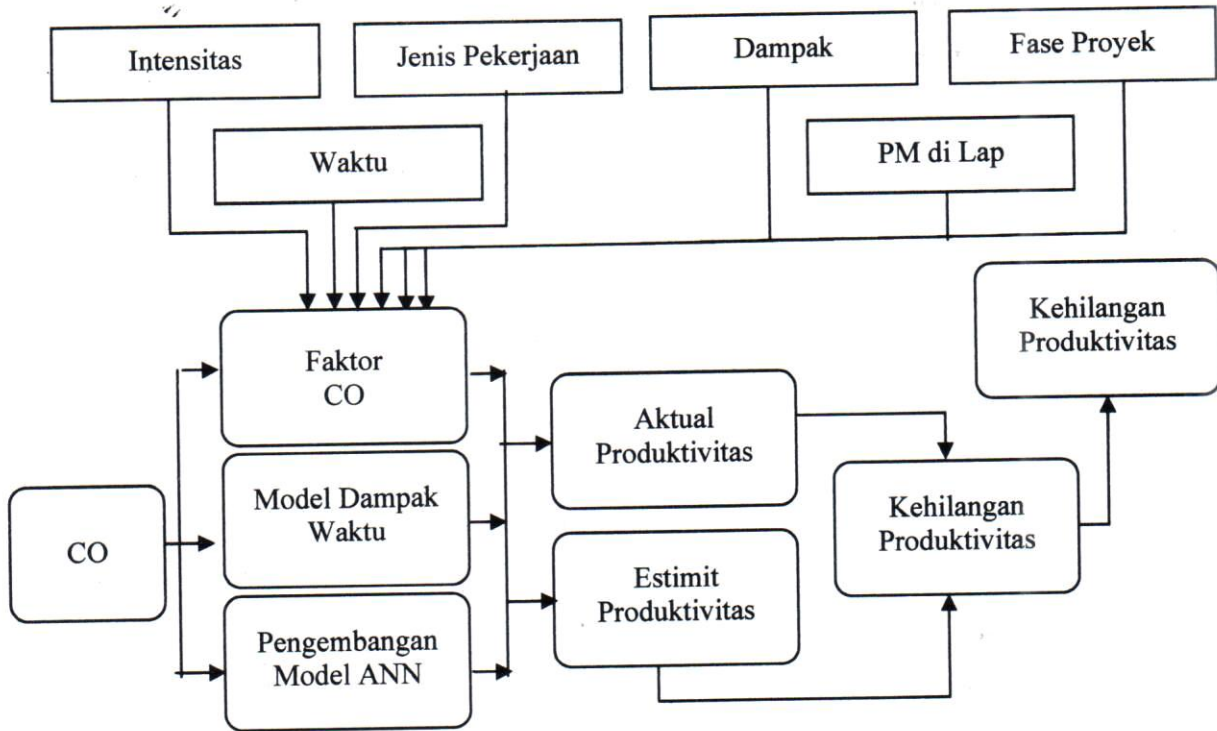 Intensitas
Jenis Pekerjaan
Dampak
Fase Proyek
Waktu
PM di Lap
Kehilangan
Produktivitas
Faktor
CO
Aktual
Produktivitas
Model Dampak
Waktu
Kehilangan
Produktivitas
CO
Estimit
Produktivitas
Pengembangan
Model ANN